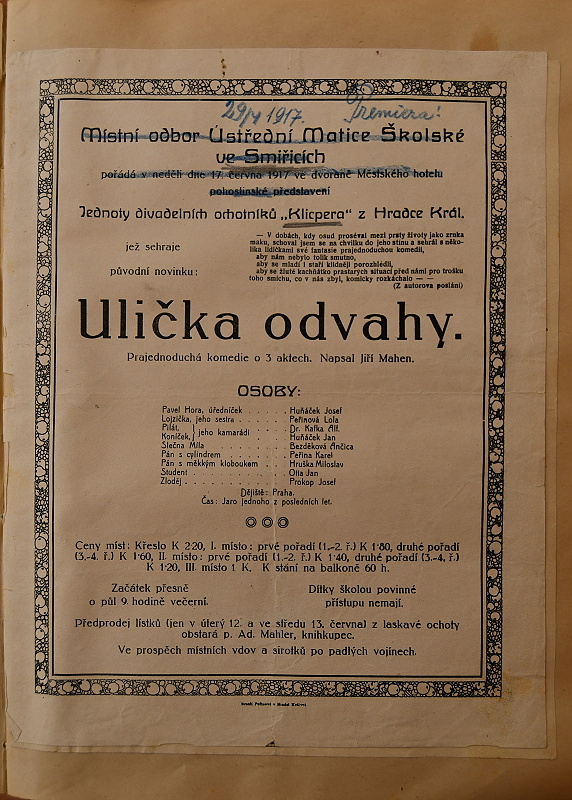 29/4 1917. Premiera!
Místní odbor Ústřední Matice Školské
ve Smiřicích
pořádá v neděli dne 17. června 1917 ve dvoraně Městského hotelu
pohostinské představení
Jednoty divadelních ochotníků „Klicpera“ z Hradce Král.
jež sehraje
původní novinku:
— V dobách, kdy osud proséval mezi prsty životy jako zrnka
máku, schoval jsem se na chvilku do jeho stínu a sehrál s něko-
lika lidičkami své fantasie prajednoduchou komedii,
aby nám nebylo tolik smutno,
aby se mladí i staří klidněji porozhlédli,
aby se žluté kachňátko prastarých situací před námi pro trošku
toho smíchu, co v nás zbyl, komicky rozkáchalo — —
(Z autorova poslání)
Ulička odvahy.
Prajednoduchá komedie o 3 aktech. Napsal Jiří Mahen.
OSOBY:
Pavel Hora, úředníček . . . . . Huňáček Josef
Lojzička, jeho sestra . . . . . Peřinová Lola
Pilát, } jeho kamarádi . . . . Dr. Kafka Alf.
Koníček, } Huňáček Jan
Slečna Míla . . . . . Bezděková Ančica
Pán s cylindrem . . . . . Peřina Karel
Pán s měkkým kloboukem . . . Hruška Miloslav
Student . . . . . Olla Jan
Zloděj . . . . . Prokop Josef
Dějiště: Praha.
Čas: Jaro jednoho z posledních let.
Ceny míst: Křeslo K 2·20, I. místo: prvé pořadí (1.-2. ř.) K 1·80, druhé pořadí
(3.-4. ř.) K 1·60, II. místo: prvé pořadí (1.-2. ř.) K 1·40, druhé pořadí (3.-4. ř.)
K 1·20, III. místo 1 K. K stání na balkoně 60 h.
Začátek přesně
o půl 9. hodině večerní.
Dítky školou povinné
přístupu nemají.
Předprodej lístků (jen v úterý 12. a ve středu 13. června) z laskavé ochoty
obstará p. Ad. Mahler, knihkupec.
Ve prospěch místních vdov a sirotků po padlých vojínech.